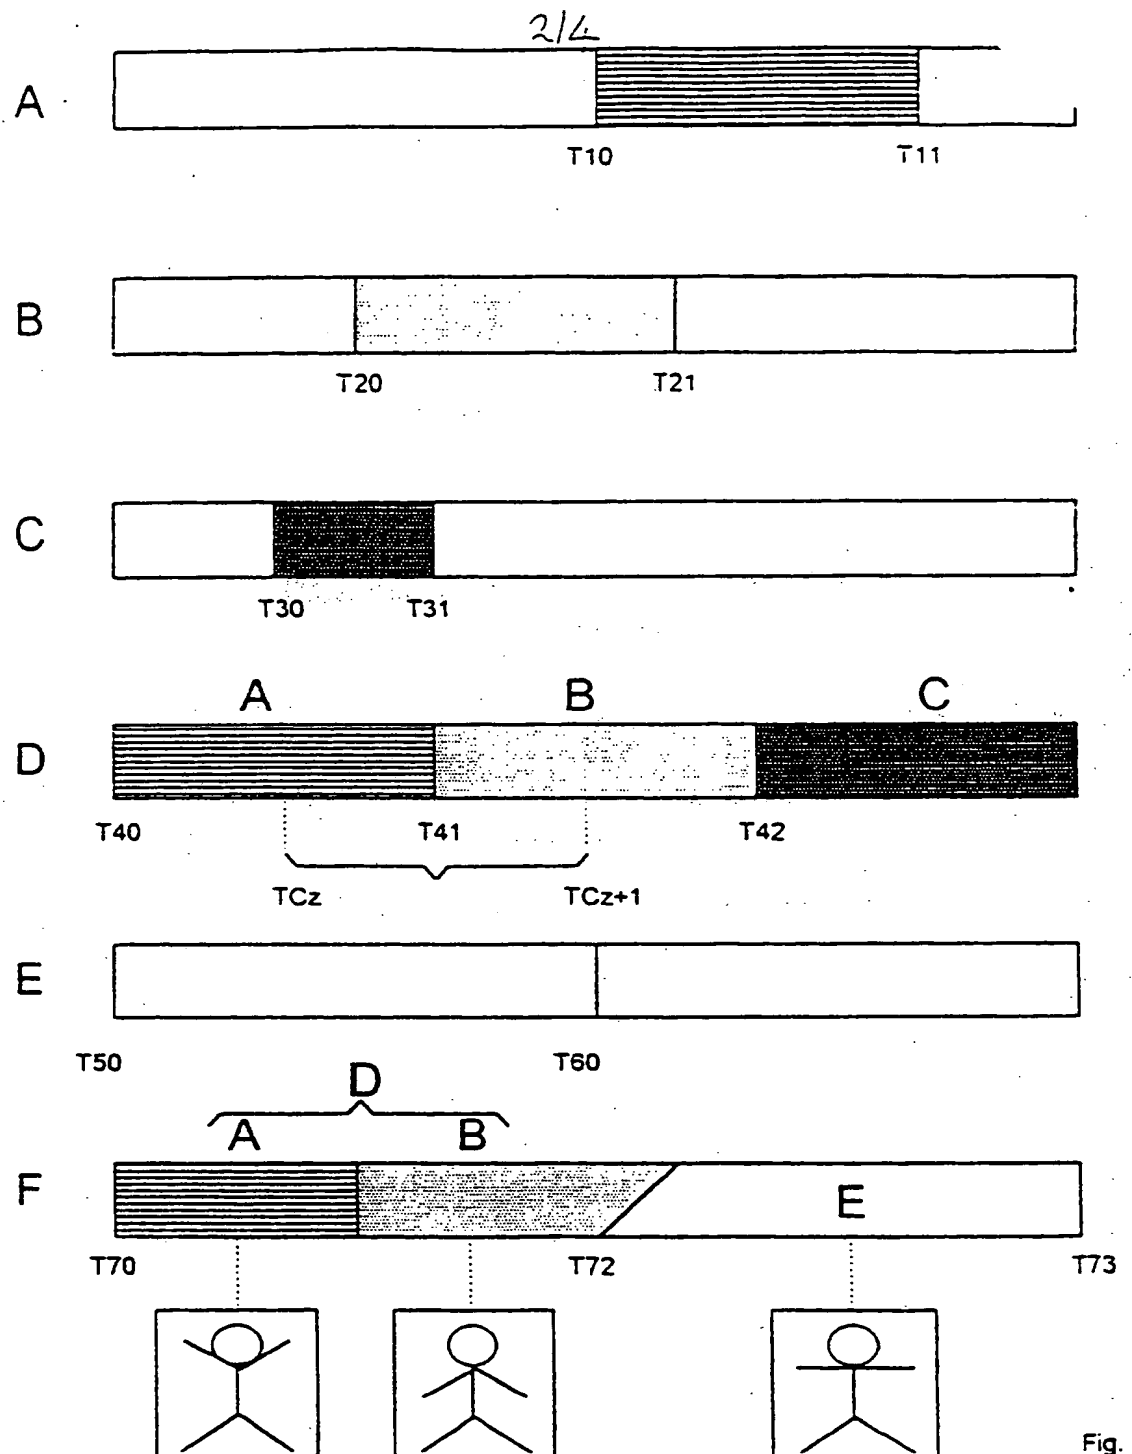 2/4
A
T10 T11
B
T20 T21
C
T30 T31
A B C
D
T40 T41 T42
TCz TCz+1
E
T50 T60
D
A B
F E
T70 T72 T73
Fig.